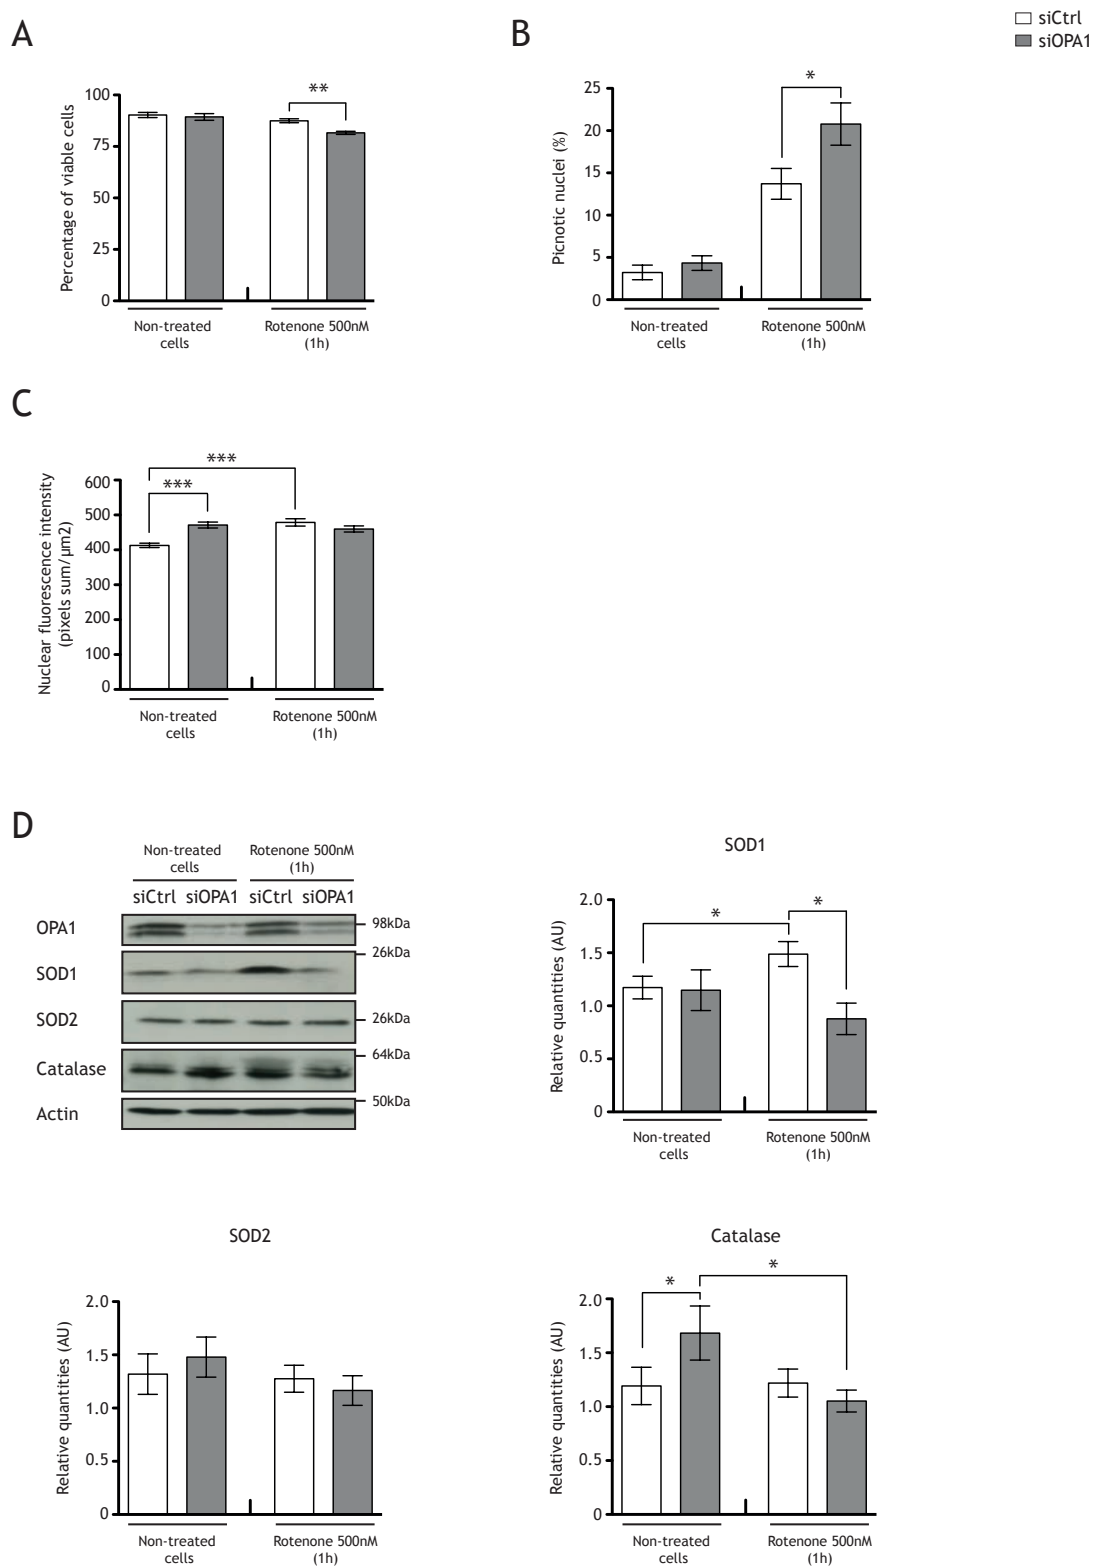 A
B
siCtrl
siOPA1
**
100
75
50
25
0
Percentage of viable cells
Non-treated
cells
Rotenone 500nM
(1h)
*
25
20
15
10
5
0
Picnotic nuclei (%)
Non-treated
cells
Rotenone 500nM
(1h)
C
***
***
600
500
400
300
200
100
0
Nuclear fluorescence intensity
(pixels sum/µm2)
Non-treated
cells
Rotenone 500nM
(1h)
D
Non-treated
cells
Rotenone 500nM
(1h)
siCtrl siOPA1 siCtrl siOPA1
OPA1 98kDa
SOD1 26kDa
SOD2 26kDa
Catalase 64kDa
Actin 50kDa
SOD1
*
*
2.0
1.5
1.0
0.5
0
Relative quantities (AU)
Non-treated
cells
Rotenone 500nM
(1h)
SOD2
2.0
1.5
1.0
0.5
0
Relative quantities (AU)
Non-treated
cells
Rotenone 500nM
(1h)
Catalase
*
*
2.0
1.5
1.0
0.5
0
Relative quantities (AU)
Non-treated
cells
Rotenone 500nM
(1h)